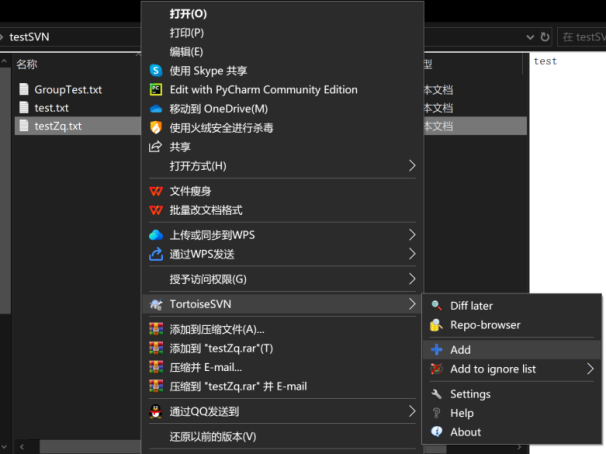 testSVN
在 testSV
名称
型
test
GroupTest.txt
本文档
test.txt
本文档
testZq.txt
本文档
打开(O)
打印(P)
编辑(E)
使用 Skype 共享
Edit with PyCharm Community Edition
移动到 OneDrive(M)
使用火绒安全进行杀毒
共享
打开方式(H)
文件瘦身
批量改文档格式
上传或同步到WPS
通过WPS发送
授予访问权限(G)
TortoiseSVN
添加到压缩文件(A)...
添加到 "testZq.rar"(T)
压缩并 E-mail...
压缩到 "testZq.rar" 并 E-mail
通过QQ发送到
还原以前的版本(V)
Diff later
Repo-browser
Add
Add to ignore list
Settings
Help
About